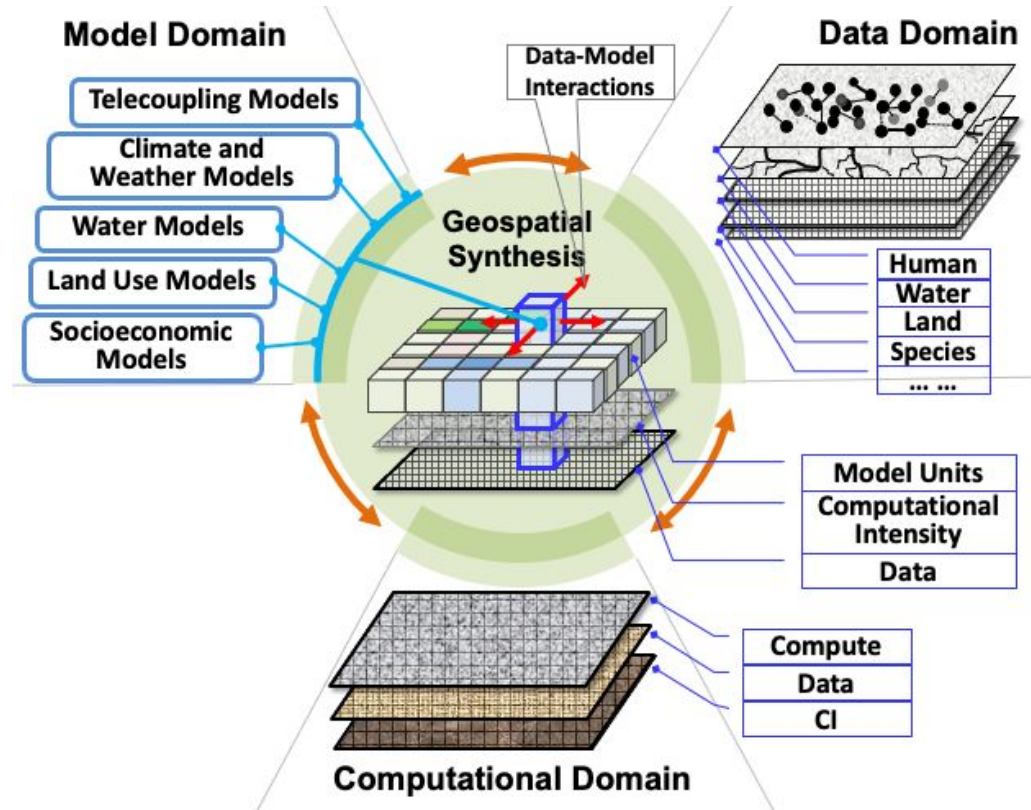 Model Domain
Telecoupling Models
Climate and
Weather Models
Water Models
Land Use Models
Socioeconomic
Models
Data-Model
Interactions
Data Domain
Human
Water
Land
Species
... ...
Geospatial
Synthesis
Model Units
Computational
Intensity
Data
Compute
Data
CI
Computational Domain